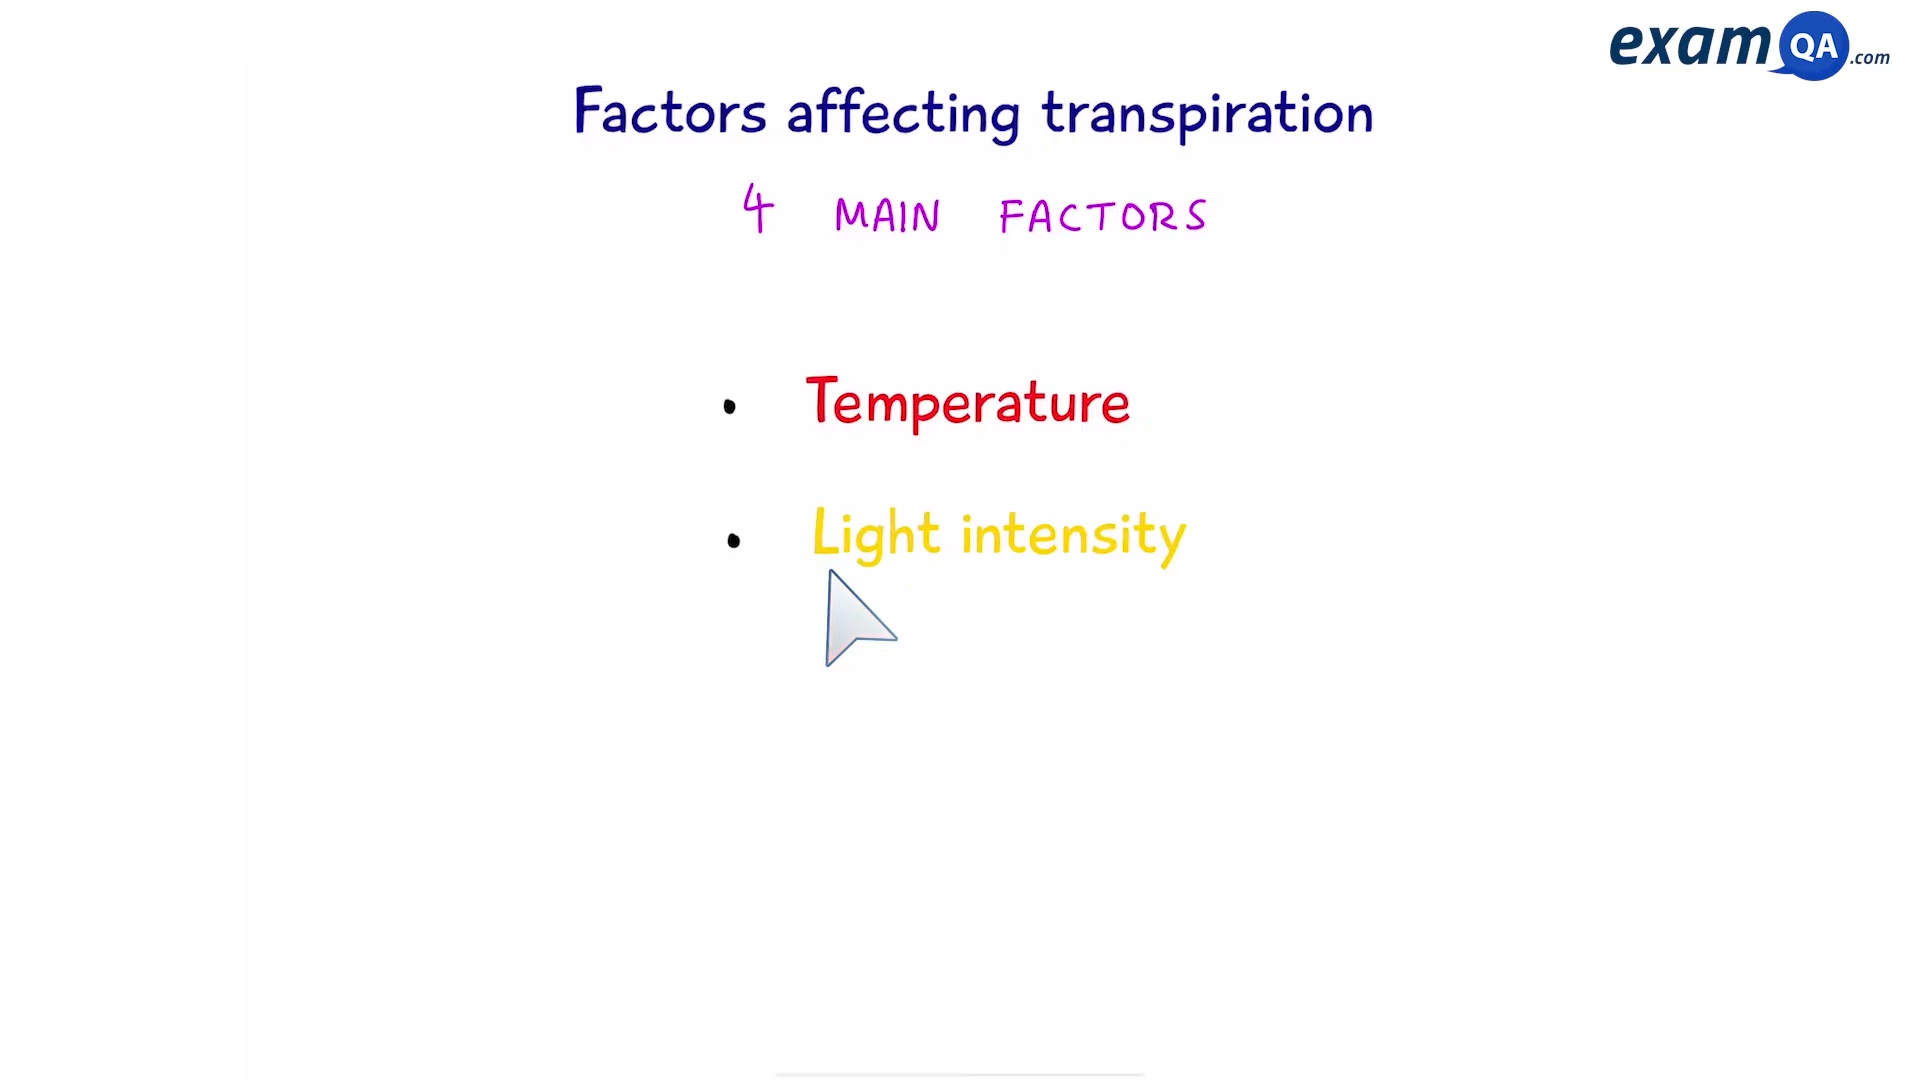 examQA.com
Factors affecting transpiration
4 MAIN FACTORS
• Temperature
• Light intensity